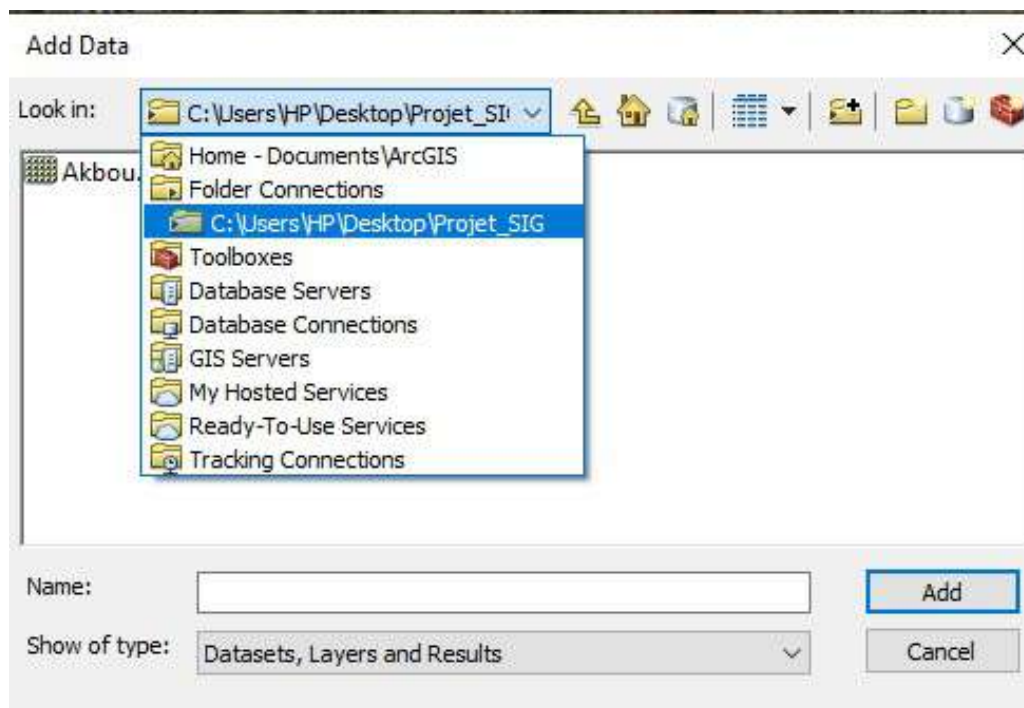 Add Data
Look in: C:\Users\HP\Desktop\Projet_SI
Akbou.
Home - Documents\ArcGIS
Folder Connections
C:\Users\HP\Desktop\Projet_SIG
Toolboxes
Database Servers
Database Connections
GIS Servers
My Hosted Services
Ready-To-Use Services
Tracking Connections
Name:
Add
Show of type: Datasets, Layers and Results
Cancel